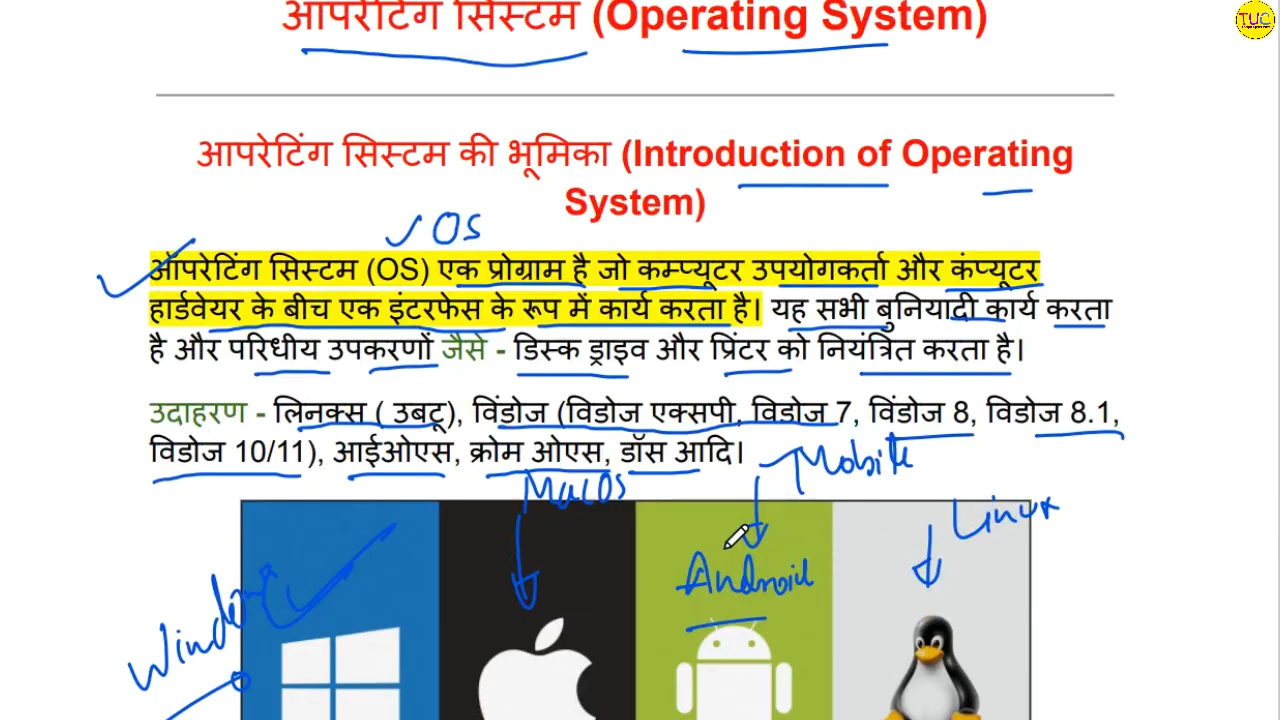 आपरेटिंग सिस्टम (Operating System)
TUC
आपरेटिंग सिस्टम की भूमिका (Introduction of Operating
System)
OS
ऑपरेटिंग सिस्टम (OS) एक प्रोग्राम है जो कम्प्यूटर उपयोगकर्ता और कंप्यूटर
हार्डवेयर के बीच एक इंटरफेस के रूप में कार्य करता है। यह सभी बुनियादी कार्य करता
है और परिधीय उपकरणों जैसे - डिस्क ड्राइव और प्रिंटर को नियंत्रित करता है।
उदाहरण - लिनक्स ( उबटू), विंडोज (विडोज एक्सपी, विडोज 7, विंडोज 8, विडोज 8.1,
विडोज 10/11), आईओएस, क्रोम ओएस, डॉस आदि।
Mobile
MacOS
Linux
Android
Windows